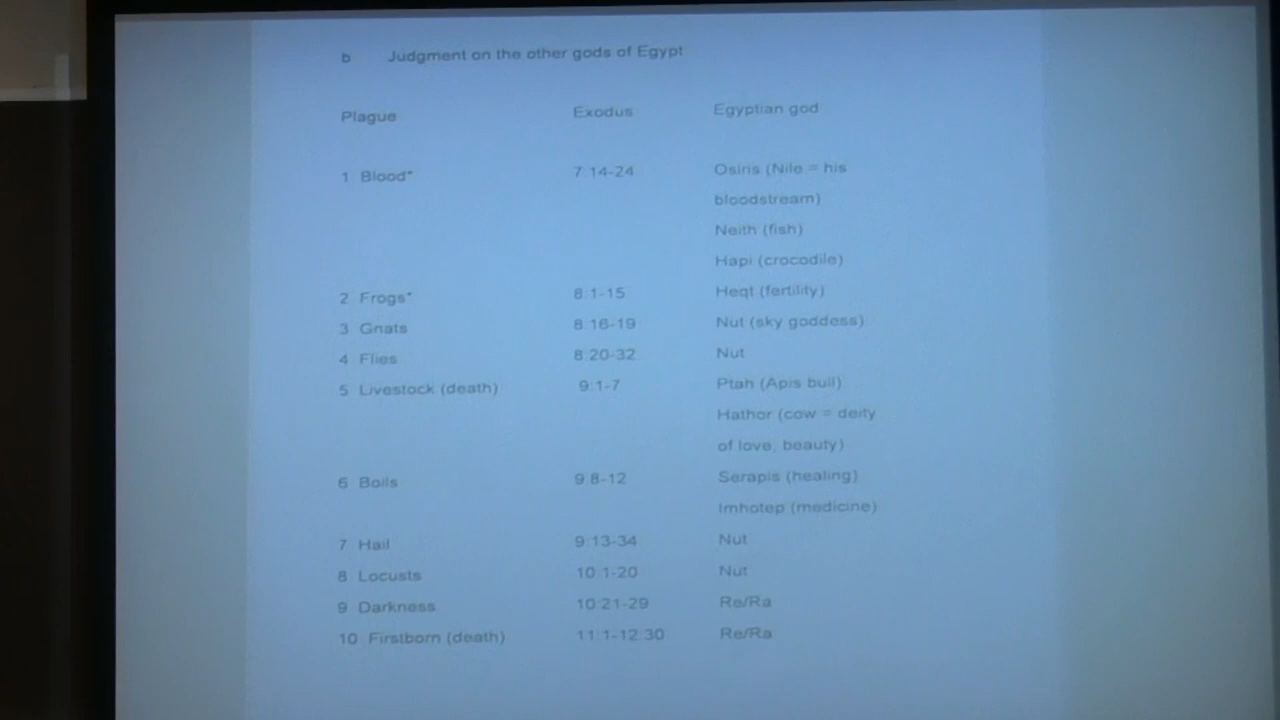 b Judgment on the other gods of Egypt
Plague Exodus Egyptian god
1 Blood* 7:14-24 Osiris (Nile = his
bloodstream)
Neith (fish)
Hapi (crocodile)
2 Frogs* 8:1-15 Heqt (fertility)
3 Gnats 8:16-19 Nut (sky goddess)
4 Flies 8:20-32 Nut
5 Livestock (death) 9:1-7 Ptah (Apis bull)
Hathor (cow = deity
of love, beauty)
6 Boils 9:8-12 Serapis (healing)
Imhotep (medicine)
7 Hail 9:13-34 Nut
8 Locusts 10:1-20 Nut
9 Darkness 10:21-29 Re/Ra
10 Firstborn (death) 11:1-12:30 Re/Ra